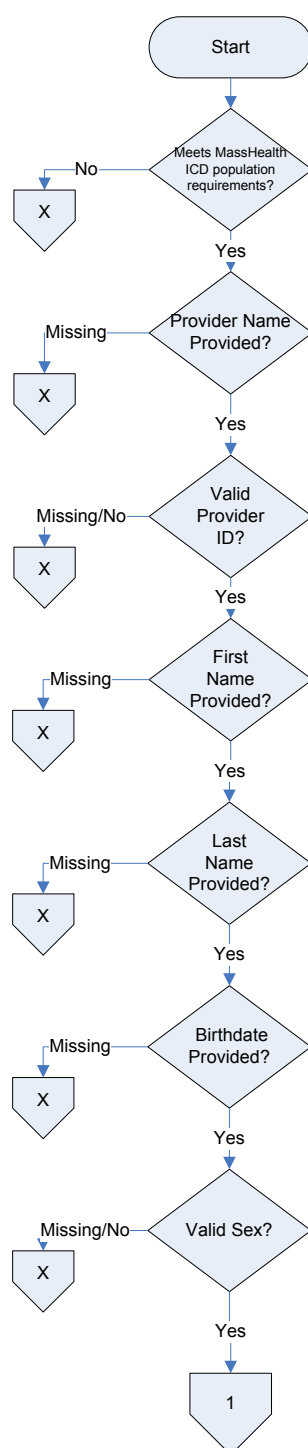 Start
Meets MassHealth
ICD population
requirements?
No
X
Yes
Provider Name
Provided?
Missing
X
Yes
Valid
Provider
ID?
Missing/No
X
Yes
First
Name
Provided?
Missing
X
Yes
Last
Name
Provided?
Missing
X
Yes
Birthdate
Provided?
Missing
X
Yes
Valid Sex?
Missing/No
X
Yes
1